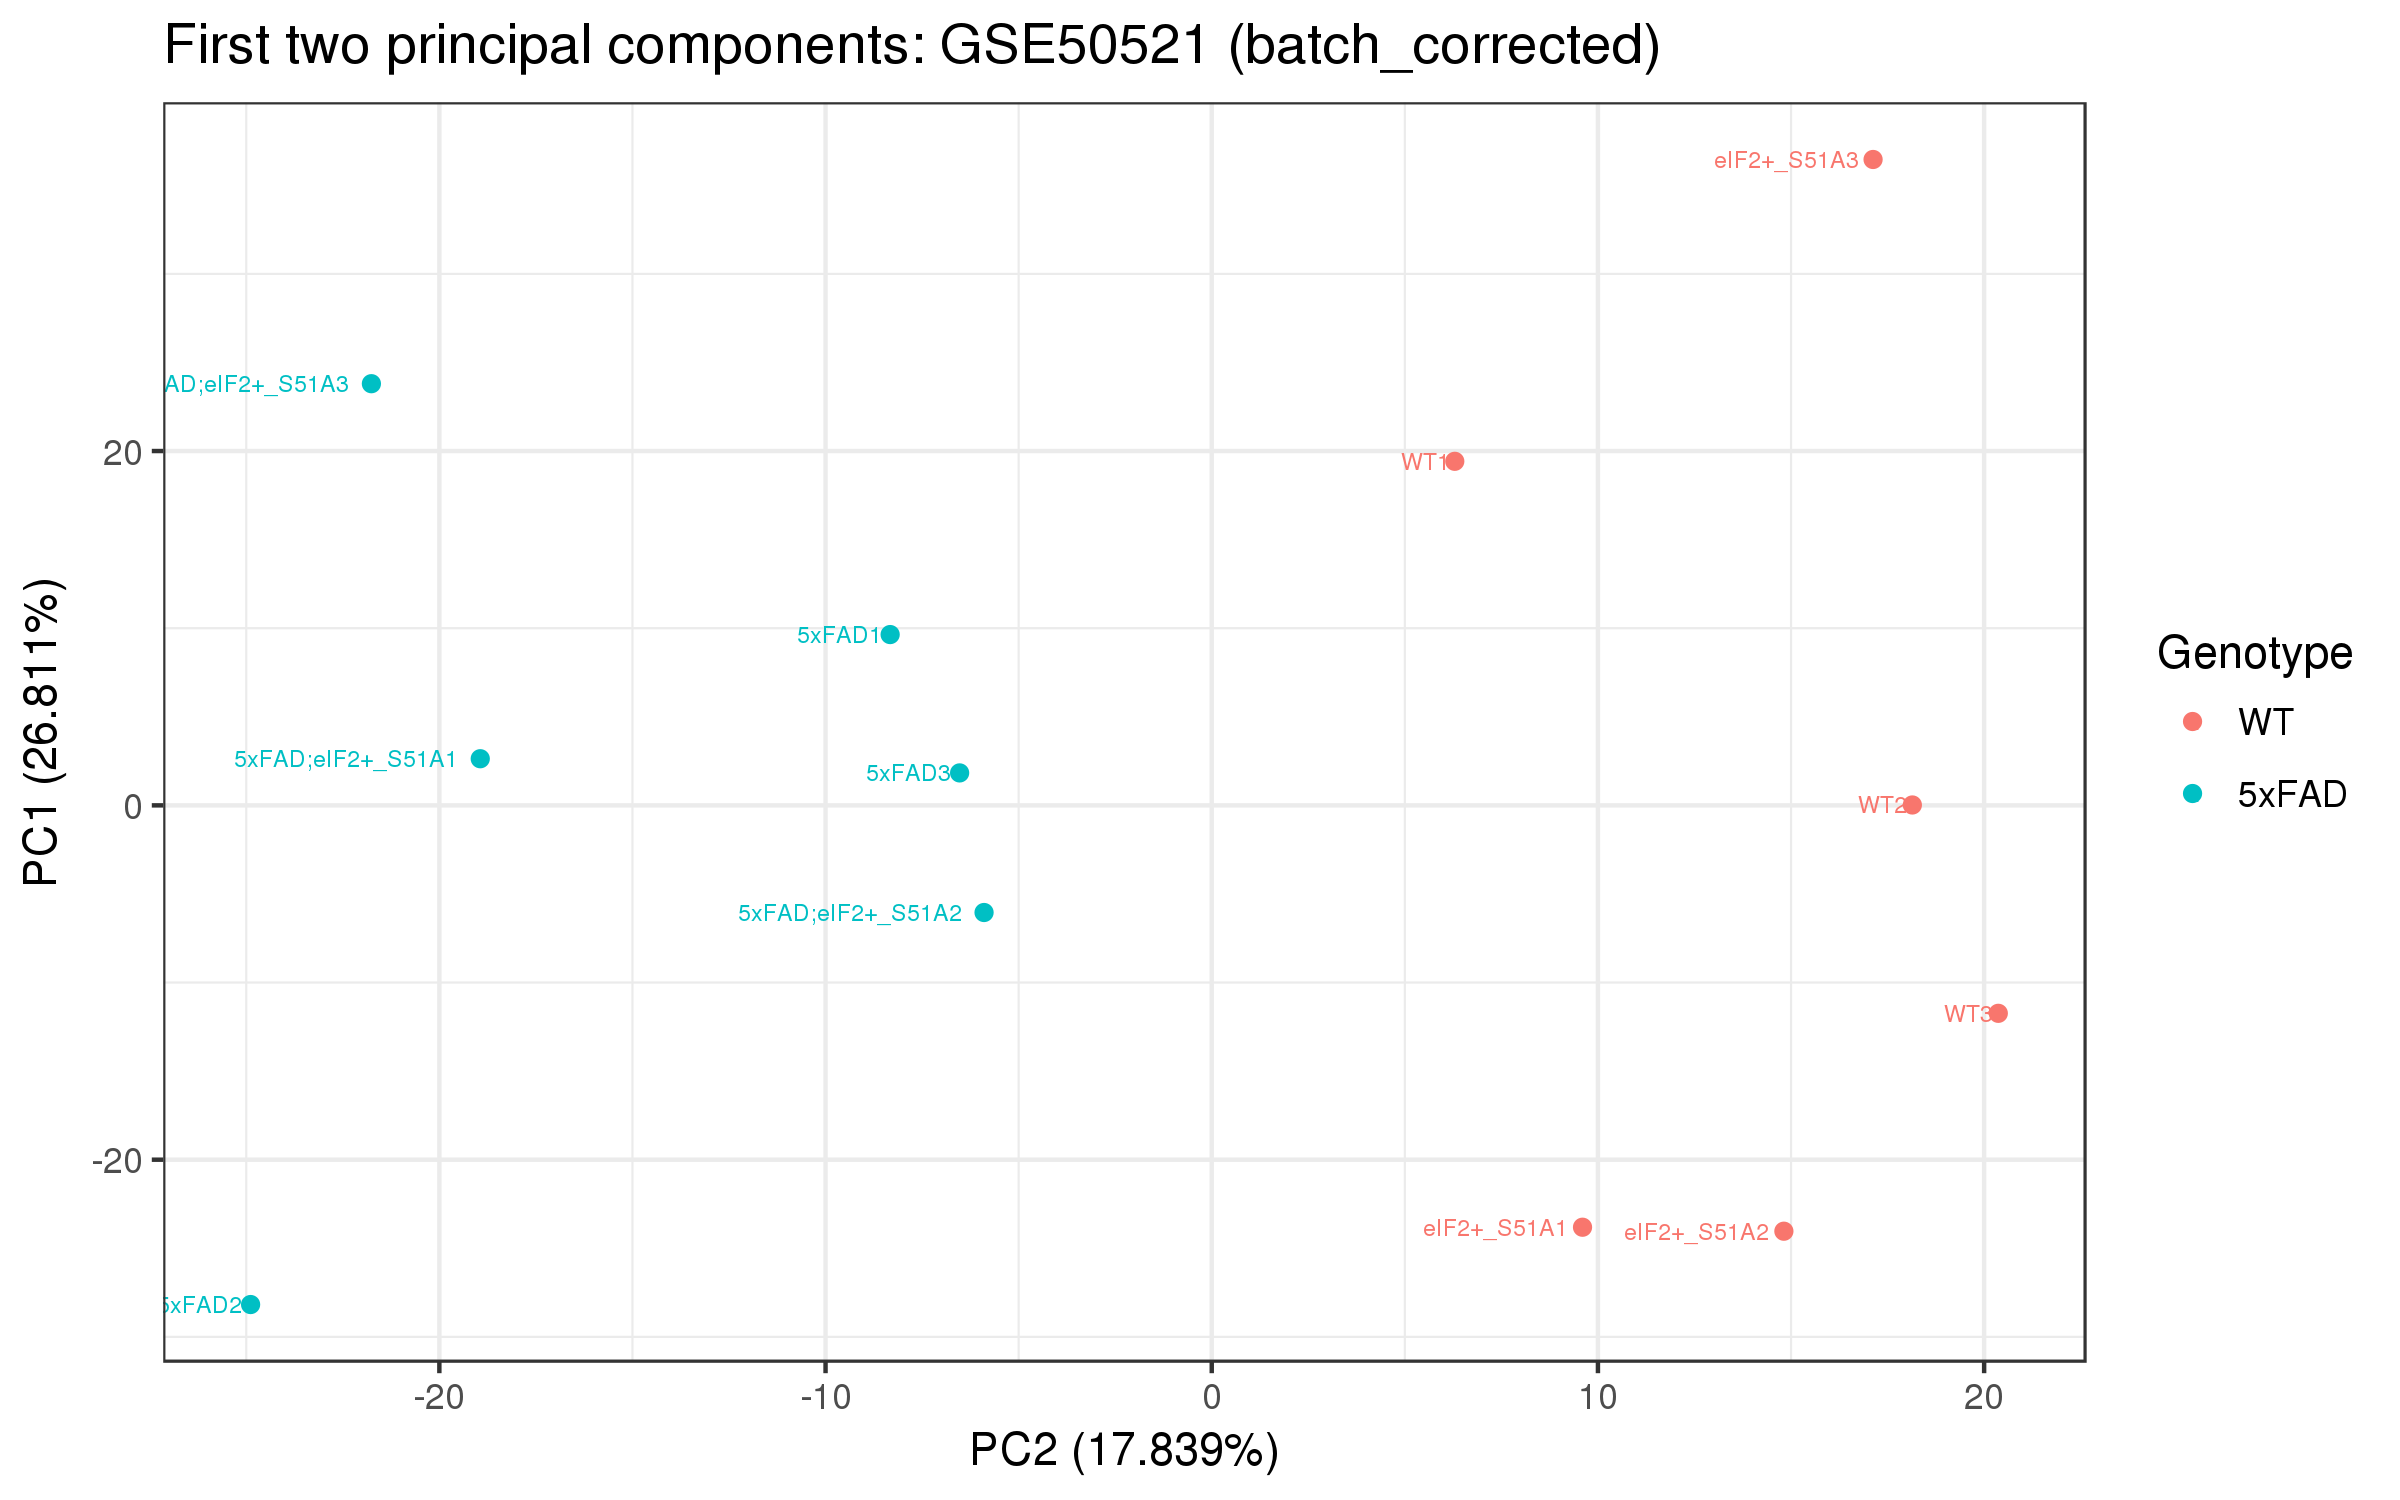 First two principal components: GSE50521 (batch_corrected)
eIF2+_S51A3
AD;eIF2+_S51A3
20
WT1
5xFAD1
5xFAD;eIF2+_S51A1
5xFAD3
0
WT2
5xFAD;eIF2+_S51A2
WT3
-20
eIF2+_S51A1
eIF2+_S51A2
5xFAD2
-20
-10
0
10
20
PC2 (17.839%)
PC1 (26.811%)
Genotype
WT
5xFAD